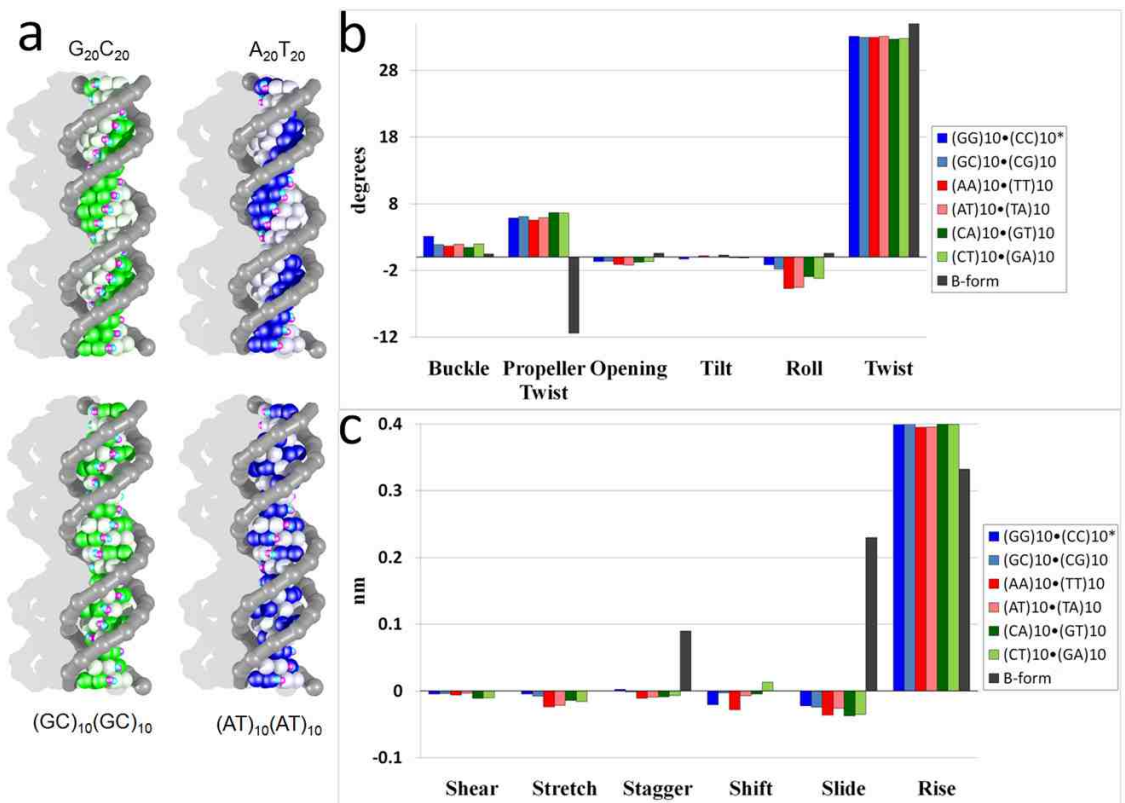 a
G20C20
A20T20
(GC)10(GC)10
(AT)10(AT)10
b
degrees
28
18
8
-2
-12
Buckle
Propeller Twist
Opening
Tilt
Roll
Twist
(GG)10•(CC)10*
(GC)10•(CG)10
(AA)10•(TT)10
(AT)10•(TA)10
(CA)10•(GT)10
(CT)10•(GA)10
B-form
c
nm
0.4
0.3
0.2
0.1
0
-0.1
Shear
Stretch
Stagger
Shift
Slide
Rise
(GG)10•(CC)10*
(GC)10•(CG)10
(AA)10•(TT)10
(AT)10•(TA)10
(CA)10•(GT)10
(CT)10•(GA)10
B-form